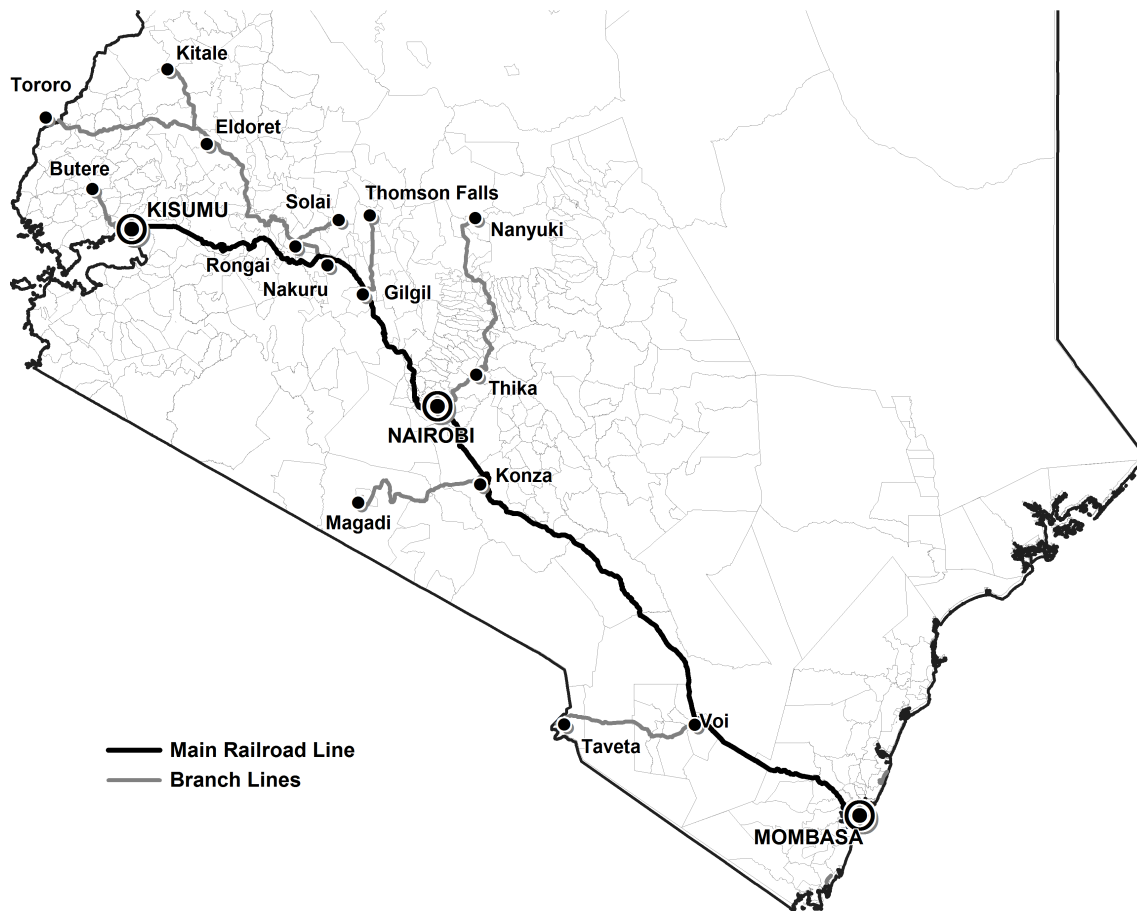 Kitale
Tororo
Eldoret
Butere
Solai
Thomson Falls
KISUMU
Nanyuki
Rongai
Nakuru
Gilgil
Thika
NAIROBI
Konza
Magadi
Voi
Taveta
Main Railroad Line
Branch Lines
MOMBASA